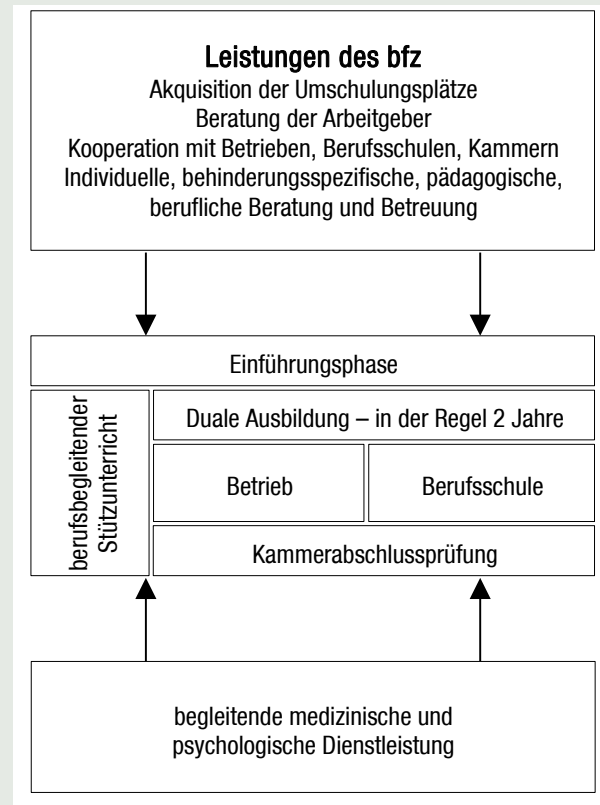 Leistungen des bfz
Akquisition der Umschulungsplätze
Beratung der Arbeitgeber
Kooperation mit Betrieben, Berufsschulen, Kammern
Individuelle, behinderungsspezifische, pädagogische,
berufliche Beratung und Betreuung
Einführungsphase
berufsbegleitender
Stützunterricht
Duale Ausbildung – in der Regel 2 Jahre
Betrieb
Berufsschule
Kammerabschlussprüfung
begleitende medizinische und
psychologische Dienstleistung